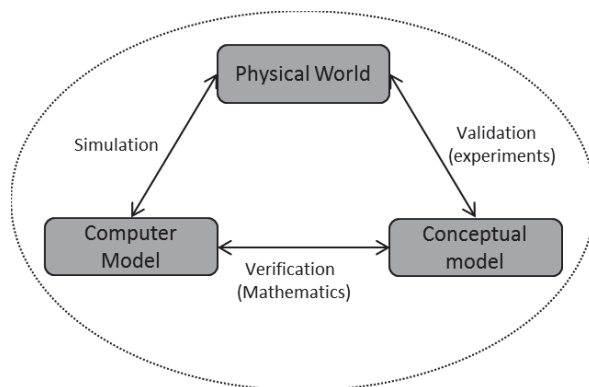 Physical World
Simulation
Validation
(experiments)
Computer
Model
Conceptual
model
Verification
(Mathematics)